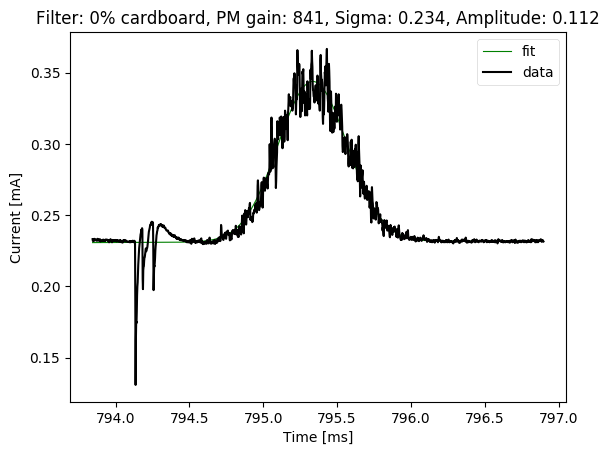 Filter: 0% cardboard, PM gain: 841, Sigma: 0.234, Amplitude: 0.112
fit
data
0.35
0.30
0.25
0.20
0.15
Current [mA]
794.0 794.5 795.0 795.5 796.0 796.5 797.0
Time [ms]